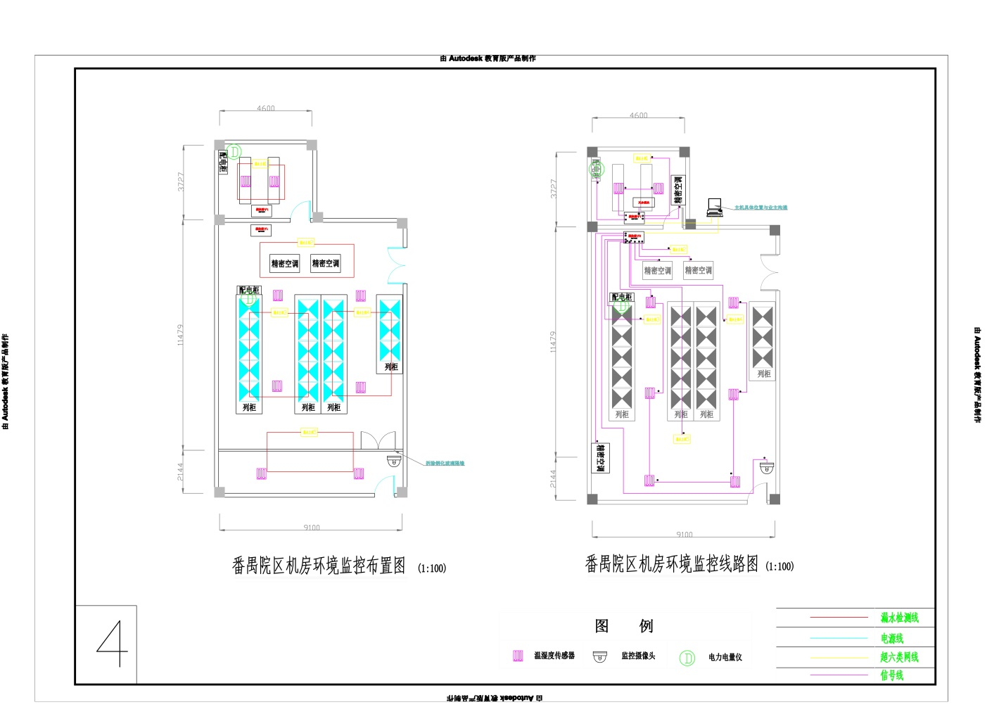 由 Autodesk 教育版产品制作
4600
4600
3727
3727
配电柜
配电柜
精密空调
主机具体位置与业主沟通
精密空调
精密空调
精密空调
精密空调
配电柜
配电柜
11479
11479
列柜
列柜
列柜
列柜
列柜
列柜
列柜
列柜
精密空调
拆除钢化玻璃隔墙
2144
2144
9100
9100
番禺院区机房环境监控布置图 (1:100)
番禺院区机房环境监控线路图 (1:100)
由 Autodesk 教育版产品制作
由 Autodesk 教育版产品制作
4
图 例
温湿度传感器
监控摄像头
D
电力电量仪
漏水检测线
电源线
超六类网线
信号线
由 Autodesk 教育版产品制作